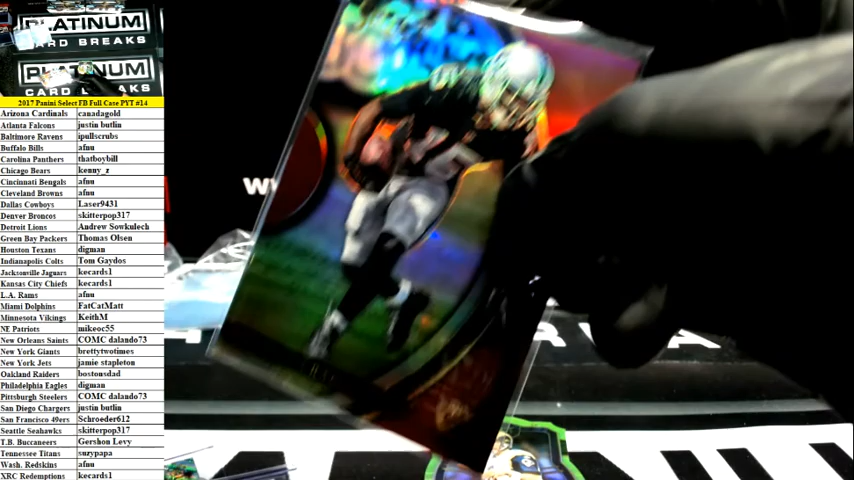 PLATINUM
CARD BREAKS
PLATINUM
2017 Panini Select FB Full Case PYT #14
Arizona Cardinals canadagold
Atlanta Falcons justin butlin
Baltimore Ravens ipullscrubs
Buffalo Bills afnu
Carolina Panthers thatboybill
Chicago Bears kenny_z
Cincinnati Bengals afnu
Cleveland Browns afnu
Dallas Cowboys Laser9431
Denver Broncos skitterpop317
Detroit Lions Andrew Sowkulech
Green Bay Packers Thomas Olsen
Houston Texans digman
Indianapolis Colts Tom Gaydos
Jacksonville Jaguars kecards1
Kansas City Chiefs kecards1
L.A. Rams afnu
Miami Dolphins FatCatMatt
Minnesota Vikings KeithM
NE Patriots mikeoc55
New Orleans Saints COMC dalando73
New York Giants brettytwotimes
New York Jets jamie stapleton
Oakland Raiders bostonsdad
Philadelphia Eagles digman
Pittsburgh Steelers COMC dalando73
San Diego Chargers justin butlin
San Francisco 49ers Schroeder612
Seattle Seahawks skitterpop317
T.B. Buccaneers Gershon Levy
Tennessee Titans suzypapa
Wash. Redskins afnu
XRC Redemptions kecards1